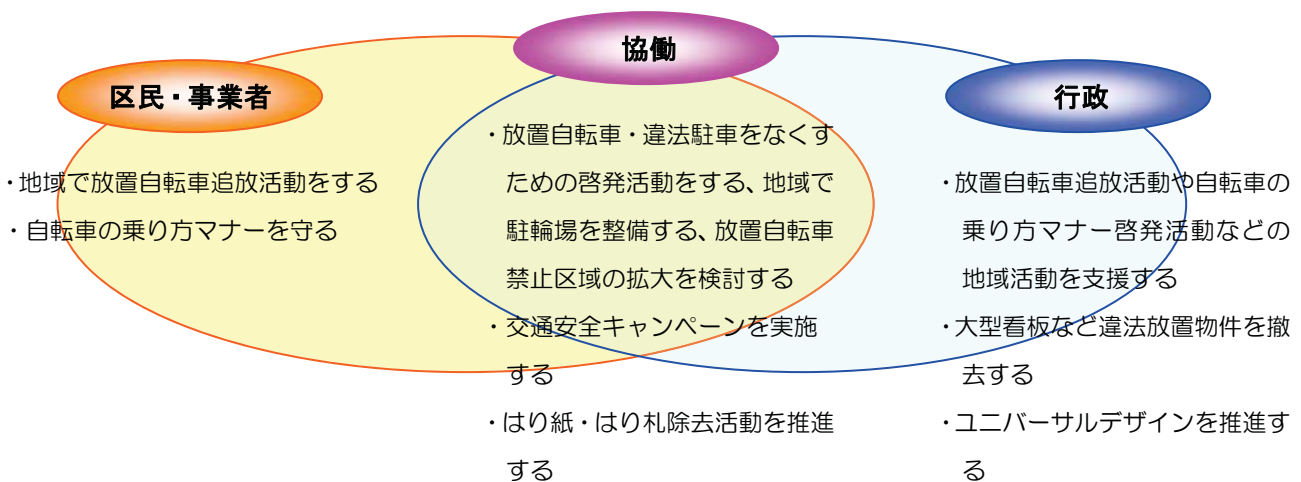 協働
区民・事業者
行政
・地域で放置自転車追放活動をする
・自転車の乗り方マナーを守る
・放置自転車・違法駐車をなくす
ための啓発活動をする、地域で
駐輪場を整備する、放置自転車
禁止区域の拡大を検討する
・交通安全キャンペーンを実施
する
・はり紙・はり札除去活動を推進
する
・放置自転車追放活動や自転車の
乗り方マナー啓発活動などの
地域活動を支援する
・大型看板など違法放置物件を撤
去する
・ユニバーサルデザインを推進す
る